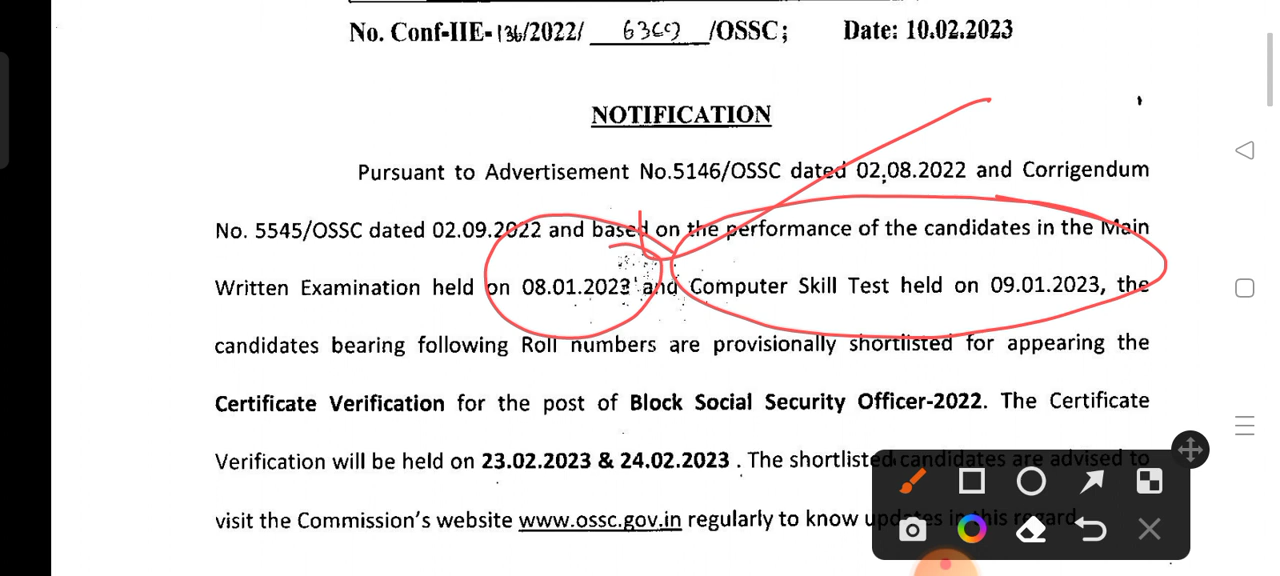 No. Conf-IIE-136/2022/ /OSSC; Date: 10.02.2023
NOTIFICATION
Pursuant to Advertisement No.5146/OSSC dated 02.08.2022 and Corrigendum
No. 5545/OSSC dated 02.09.2022 and based on the performance of the candidates in the Main
Written Examination held on 08.01.2023 and Computer Skill Test held on 09.01.2023, the
candidates bearing following Roll numbers are provisionally shortlisted for appearing the
Certificate Verification for the post of Block Social Security Officer-2022. The Certificate
Verification will be held on 23.02.2023 & 24.02.2023 . The shortlisted candidates are advised to
visit the Commission's website www.ossc.gov.in regularly to know updates in this regard